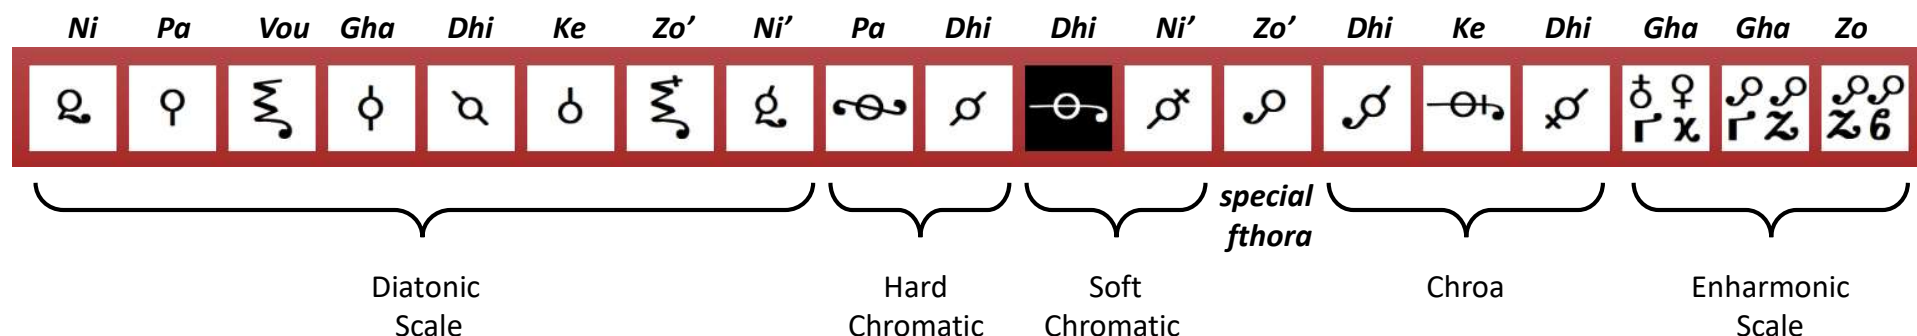 Ni Pa Vou Gha Dhi Ke Zo’ Ni’ Pa Dhi Dhi Ni’ Zo’ Dhi Ke Dhi Gha Gha Zo
special
fthora
Diatonic
Scale
Hard
Chromatic
Soft
Chromatic
Chroa
Enharmonic
Scale